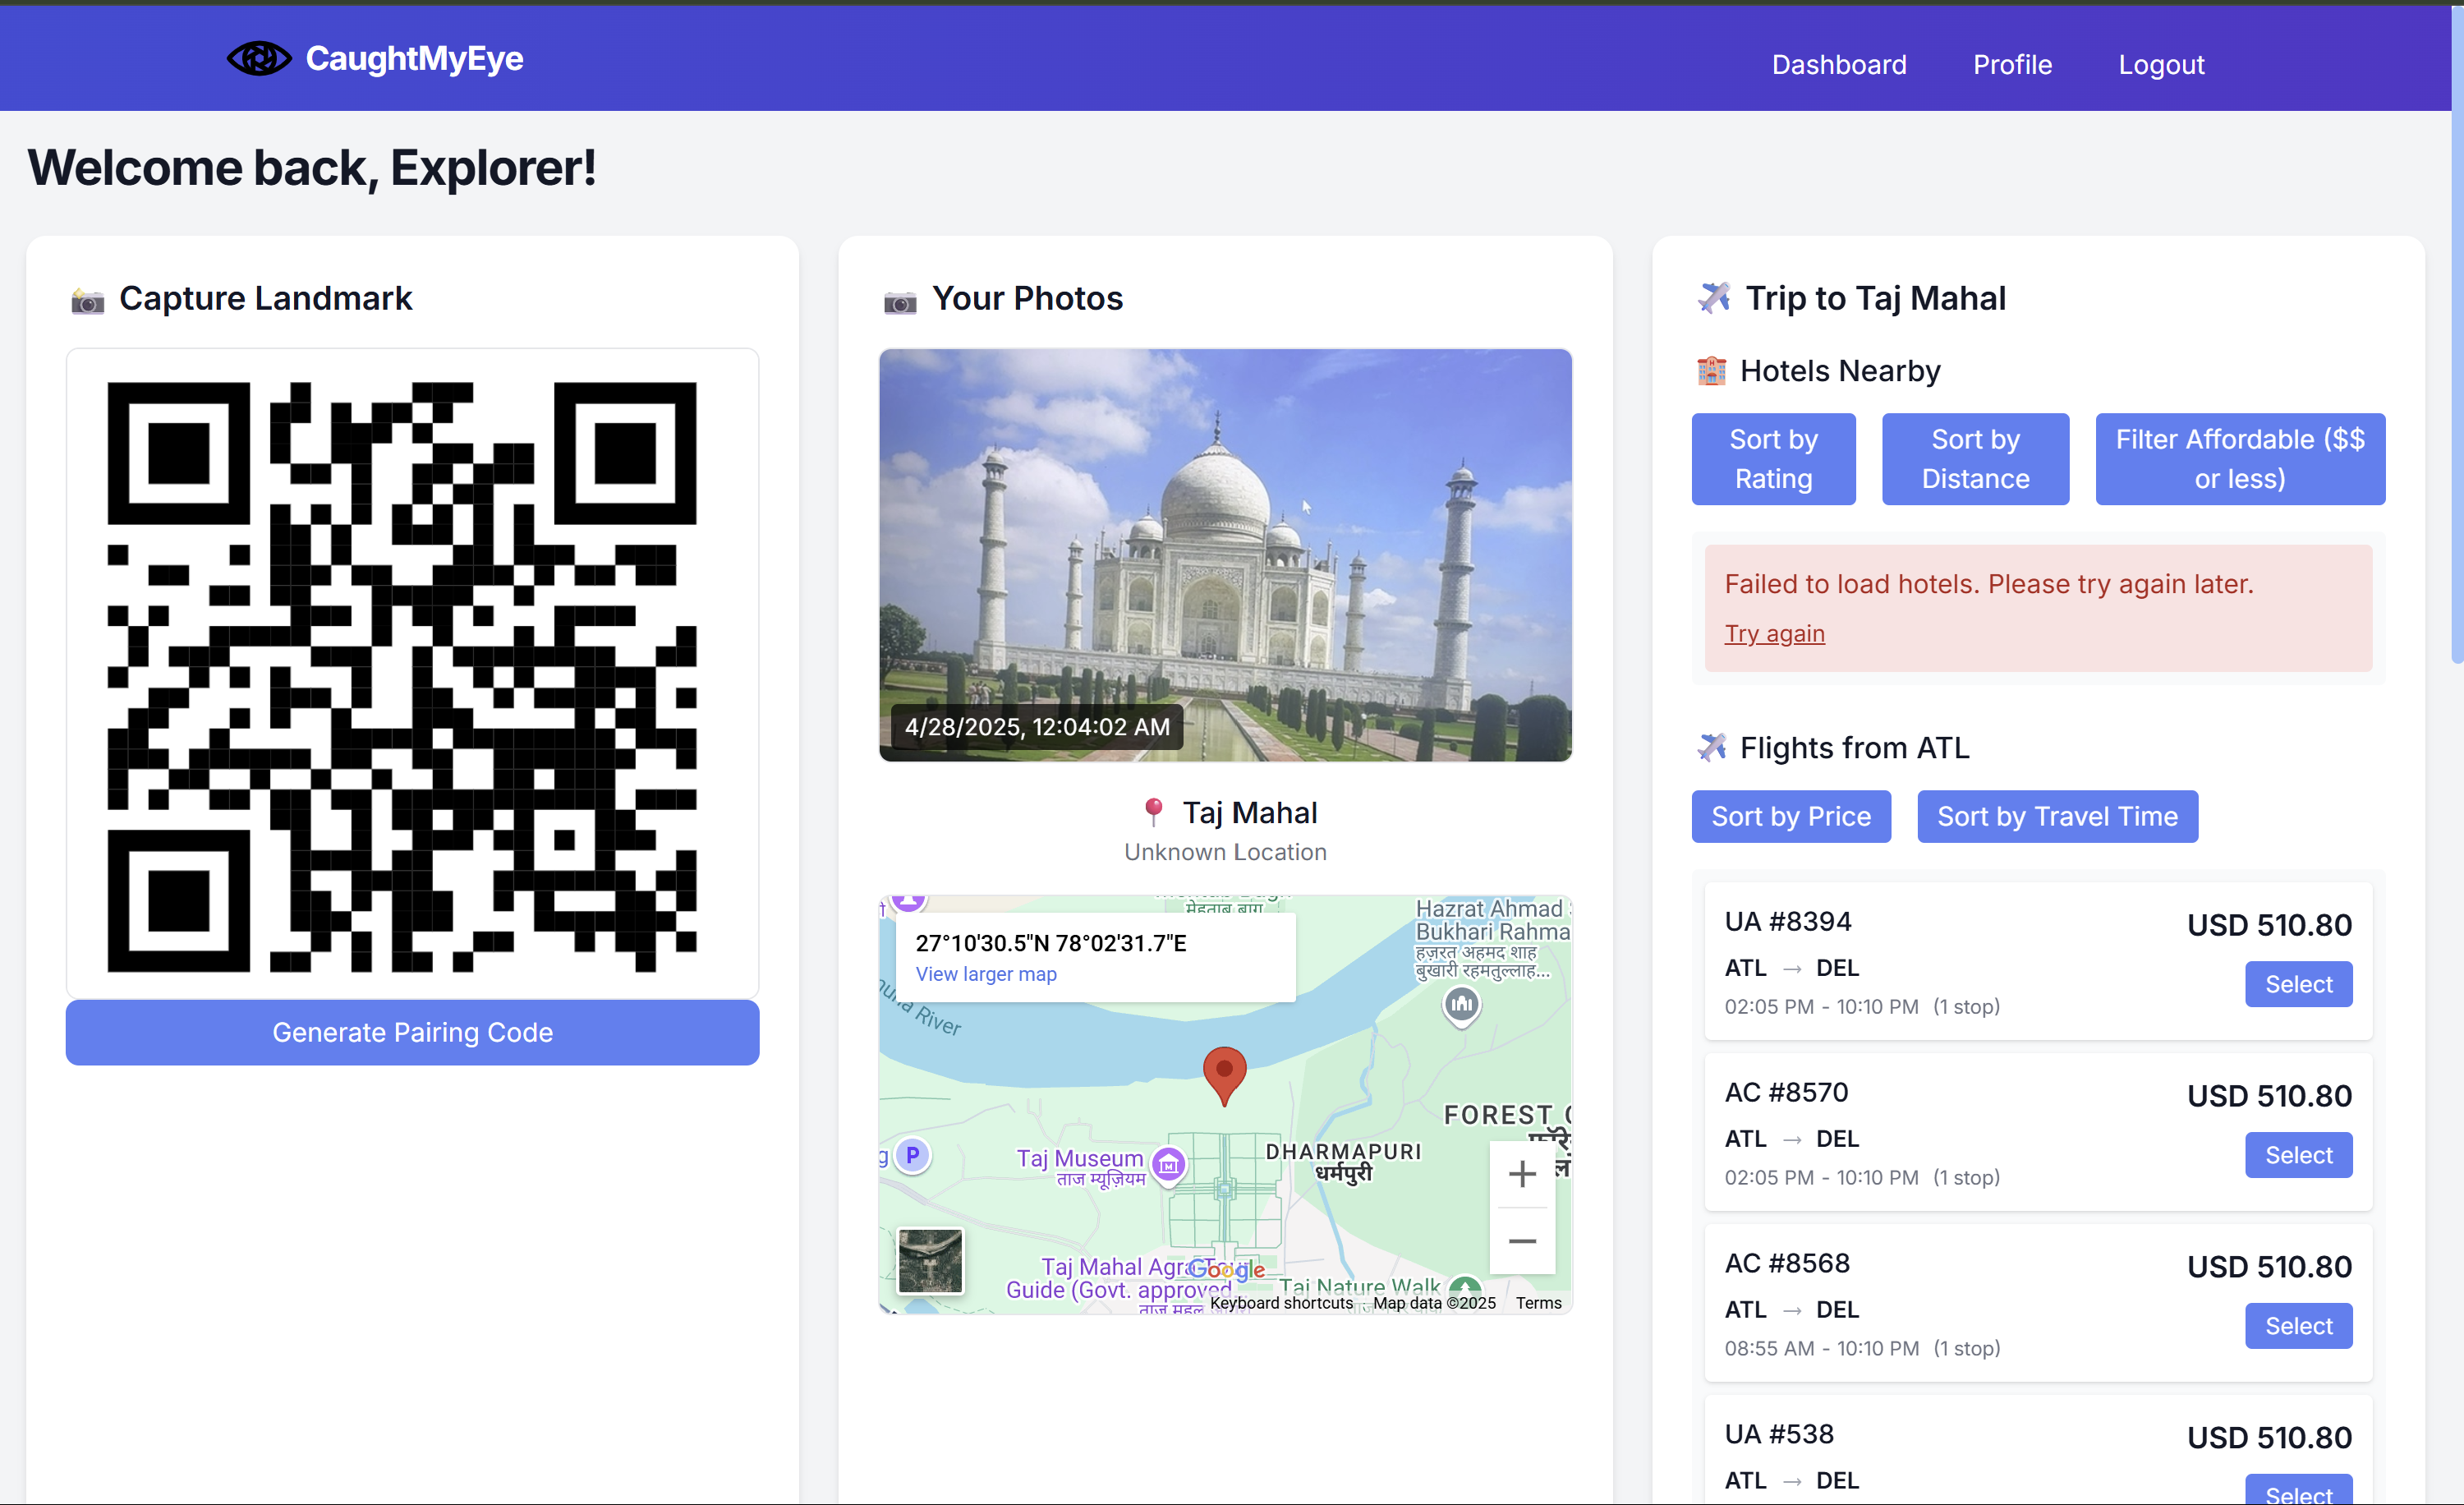 CaughtMyEye
Dashboard
Profile
Logout
Welcome back, Explorer!
Capture Landmark
Generate Pairing Code
Your Photos
4/28/2025, 12:04:02 AM
Taj Mahal
Unknown Location
27°10'30.5"N 78°02'31.7"E
View larger map
मेहताब बाग
Hazrat Ahmad
Bukhari Rahma
हज़रत अहमद शाह
बुखारी रहमतुल्लाह...
River
FOREST
P
Taj Museum
ताज म्यूज़ियम
DHARMAPURI
धर्मपुरी
Taj Mahal Agra Tour
Guide (Govt. approved
ताज महल
Google
Taj Nature Walk
Keyboard shortcuts
Map data ©2025
Terms
Trip to Taj Mahal
Hotels Nearby
Sort by
Rating
Sort by
Distance
Filter Affordable ($$
or less)
Failed to load hotels. Please try again later.
Try again
Flights from ATL
Sort by Price
Sort by Travel Time
UA #8394
USD 510.80
ATL → DEL
Select
02:05 PM - 10:10 PM (1 stop)
AC #8570
USD 510.80
ATL → DEL
Select
02:05 PM - 10:10 PM (1 stop)
AC #8568
USD 510.80
ATL → DEL
Select
08:55 AM - 10:10 PM (1 stop)
UA #538
USD 510.80
ATL → DEL
Select